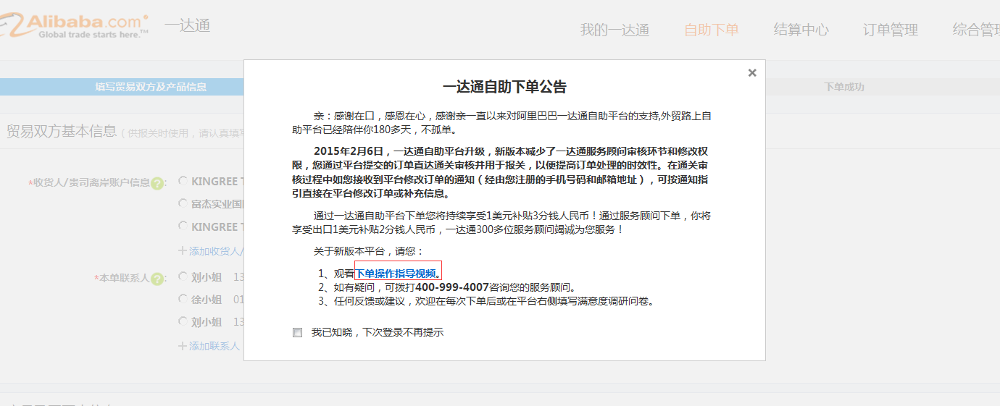 Alibaba.com 一达通
Global trade starts here.™
我的一达通 自助下单 结算中心 订单管理 综合管
填写贸易双方及产品信息 下单成功
贸易双方基本信息 (供报关时使用，请认真填写
*收货人/贵司离岸账户信息?: KINGREE T
富杰实业国
KINGREE T
添加收货人/
*本单联系人?: 刘小姐 13
徐小姐 01
刘小姐 13
添加联系人
一达通自助下单公告
亲：感谢在口，感恩在心，感谢亲一直以来对阿里巴巴一达通自助平台的支持,外贸路上自
助平台已经陪伴你180多天，不孤单。
2015年2月6日，一达通自助平台升级，新版本减少了一达通服务顾问审核环节和修改权
限，您通过平台提交的订单直达通关审核并用于报关，以便提高订单处理的时效性。在通关审
核过程中如您接收到平台修改订单的通知（经由您注册的手机号码和邮箱地址），可按通知指
引直接在平台修改订单或补充信息。
通过一达通自助平台下单您将持续享受1美元补贴3分钱人民币！通过服务顾问下单，你将
享受出口1美元补贴2分钱人民币，一达通300多位服务顾问竭诚为您服务！
关于新版本平台，请您：
1、观看下单操作指导视频。
2、如有疑问，可拨打400-999-4007咨询您的服务顾问。
3、任何反馈或建议，欢迎在每次下单后或在平台右侧填写满意度调研问卷。
我已知晓，下次登录不再提示